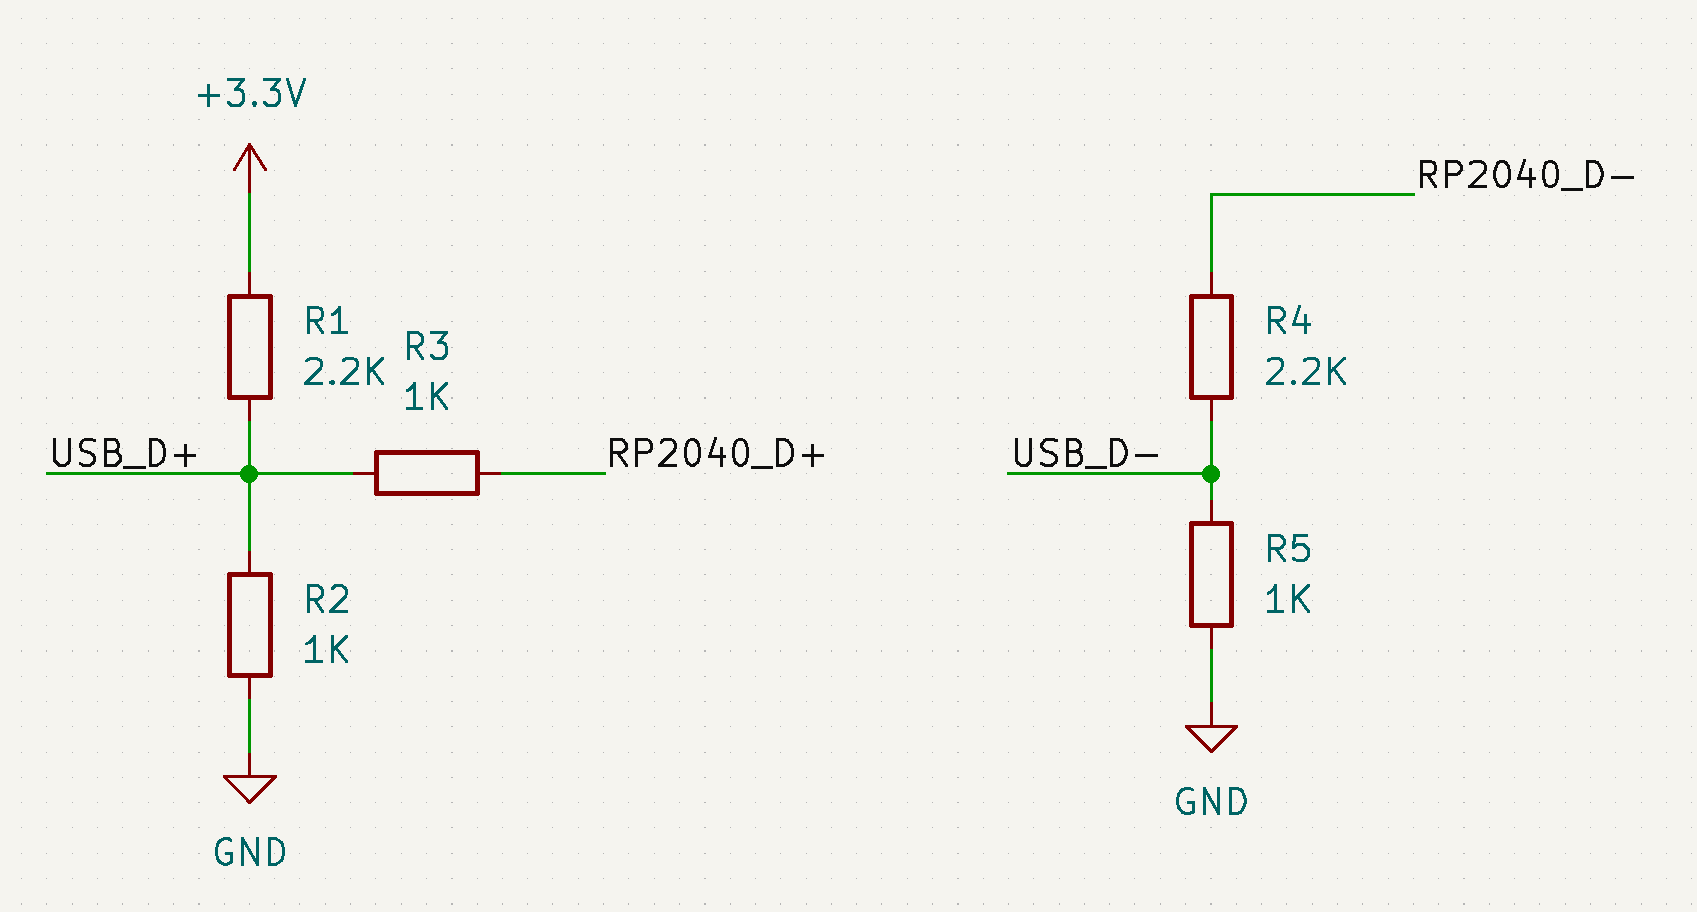 +3.3V
R1
2.2K
R3
1K
USB_D+
RP2040_D+
R2
1K
GND
RP2040_D-
R4
2.2K
USB_D-
R5
1K
GND